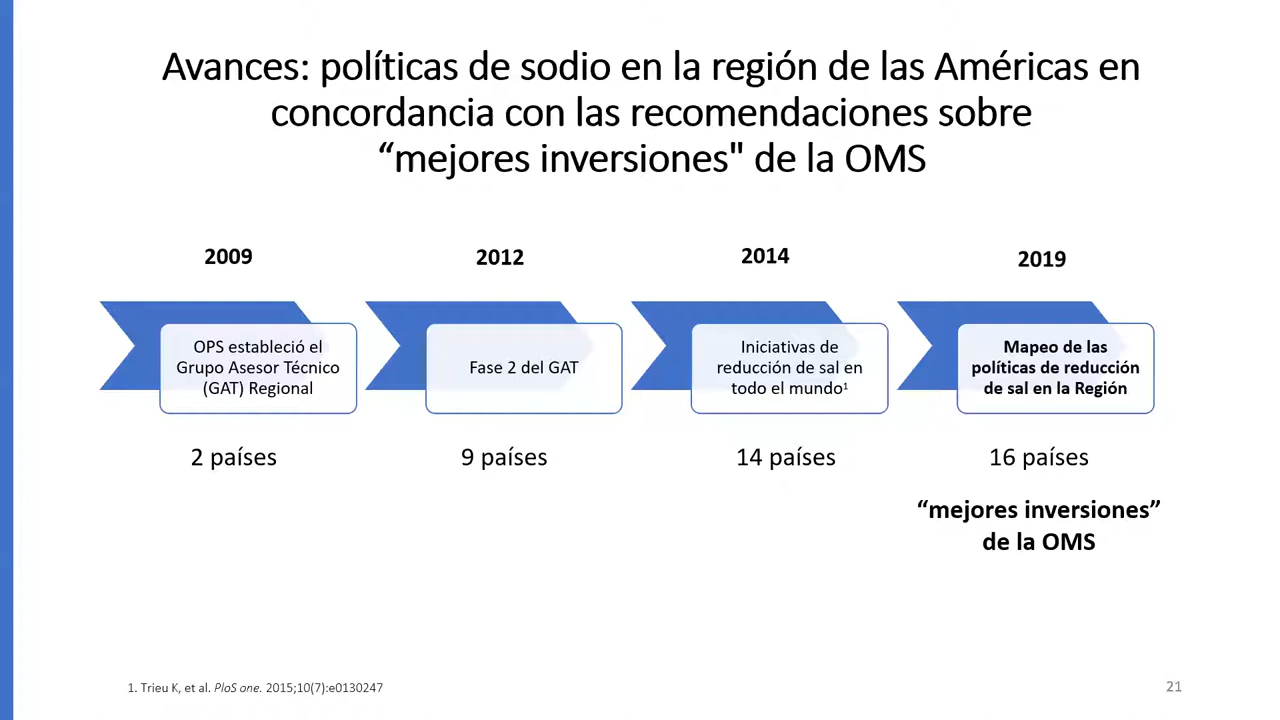 Avances: políticas de sodio en la región de las Américas en
concordancia con las recomendaciones sobre
“mejores inversiones" de la OMS
2009
2012
2014
2019
OPS estableció el
Grupo Asesor Técnico
(GAT) Regional
Fase 2 del GAT
Iniciativas de
reducción de sal en
todo el mundo¹
Mapeo de las
políticas de reducción
de sal en la Región
2 países
9 países
14 países
16 países
“mejores inversiones”
de la OMS
1. Trieu K, et al. PloS one. 2015;10(7):e0130247
21